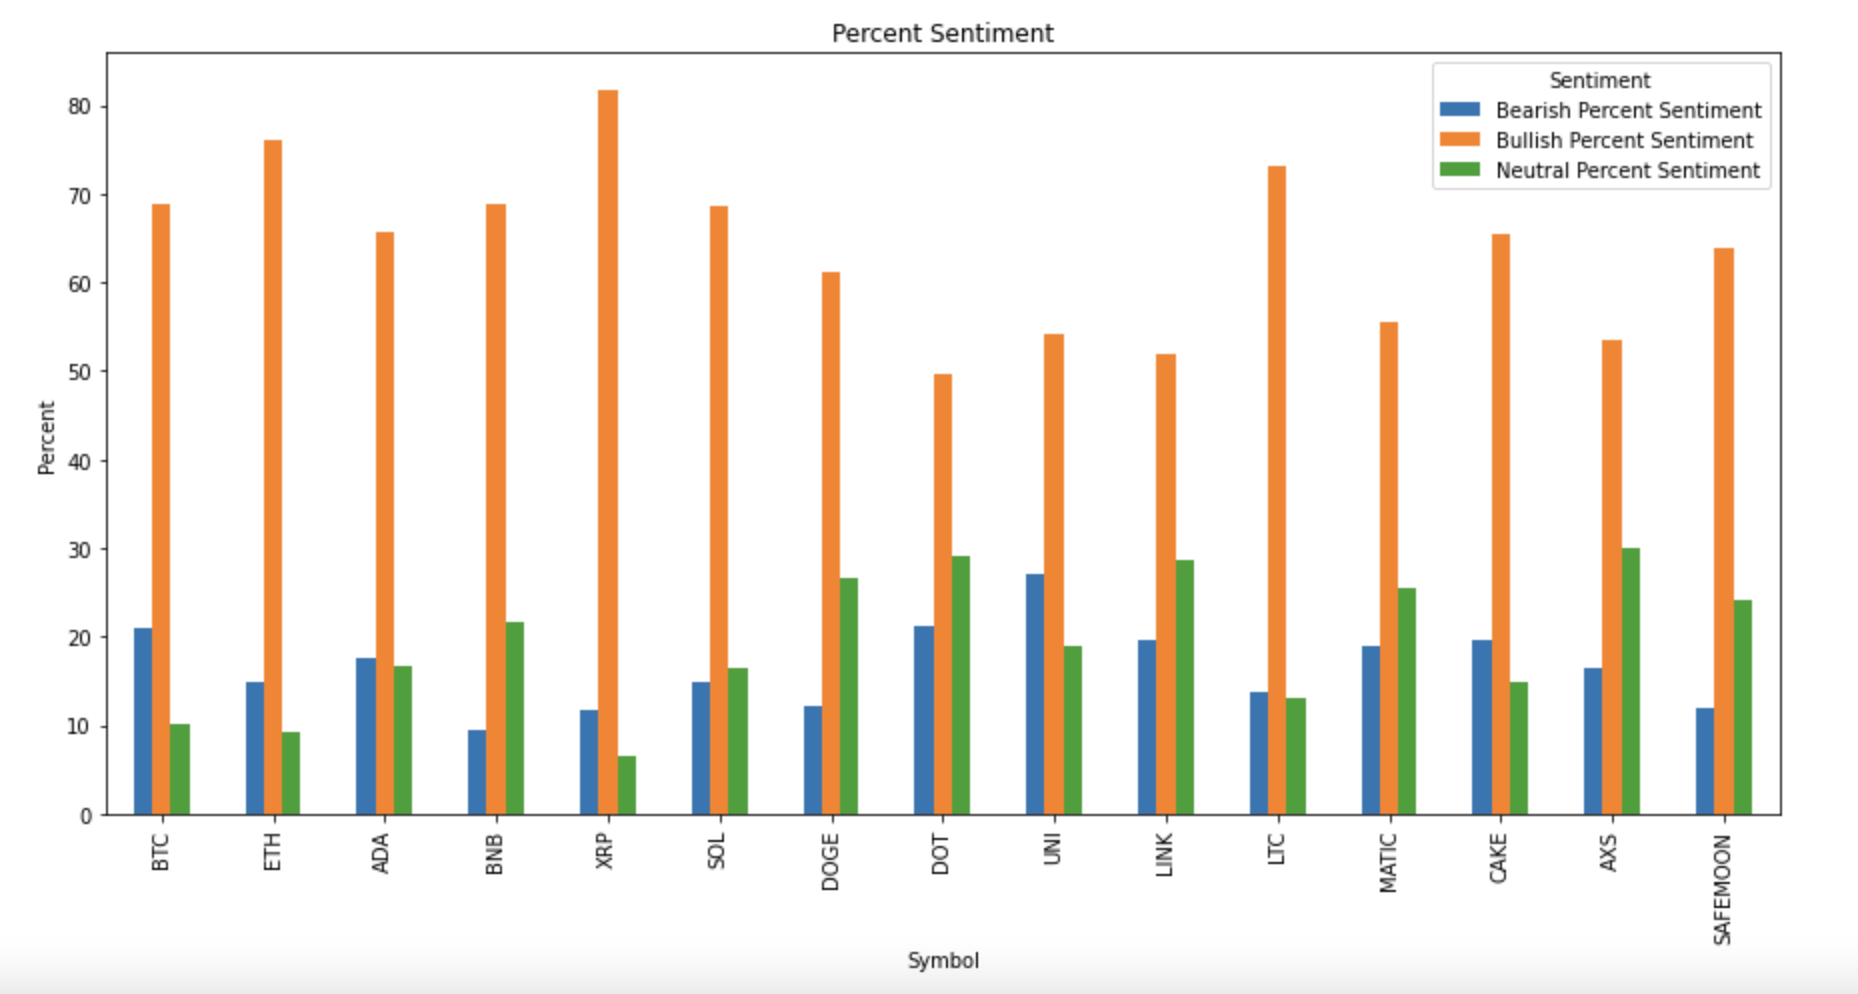 Percent Sentiment
Sentiment
Bearish Percent Sentiment
Bullish Percent Sentiment
Neutral Percent Sentiment
Percent
80
70
60
50
40
30
20
10
0
BTC
ETH
ADA
BNB
XRP
SOL
DOGE
DOT
UNI
LINK
LTC
MATIC
CAKE
AXS
SAFEMOON
Symbol